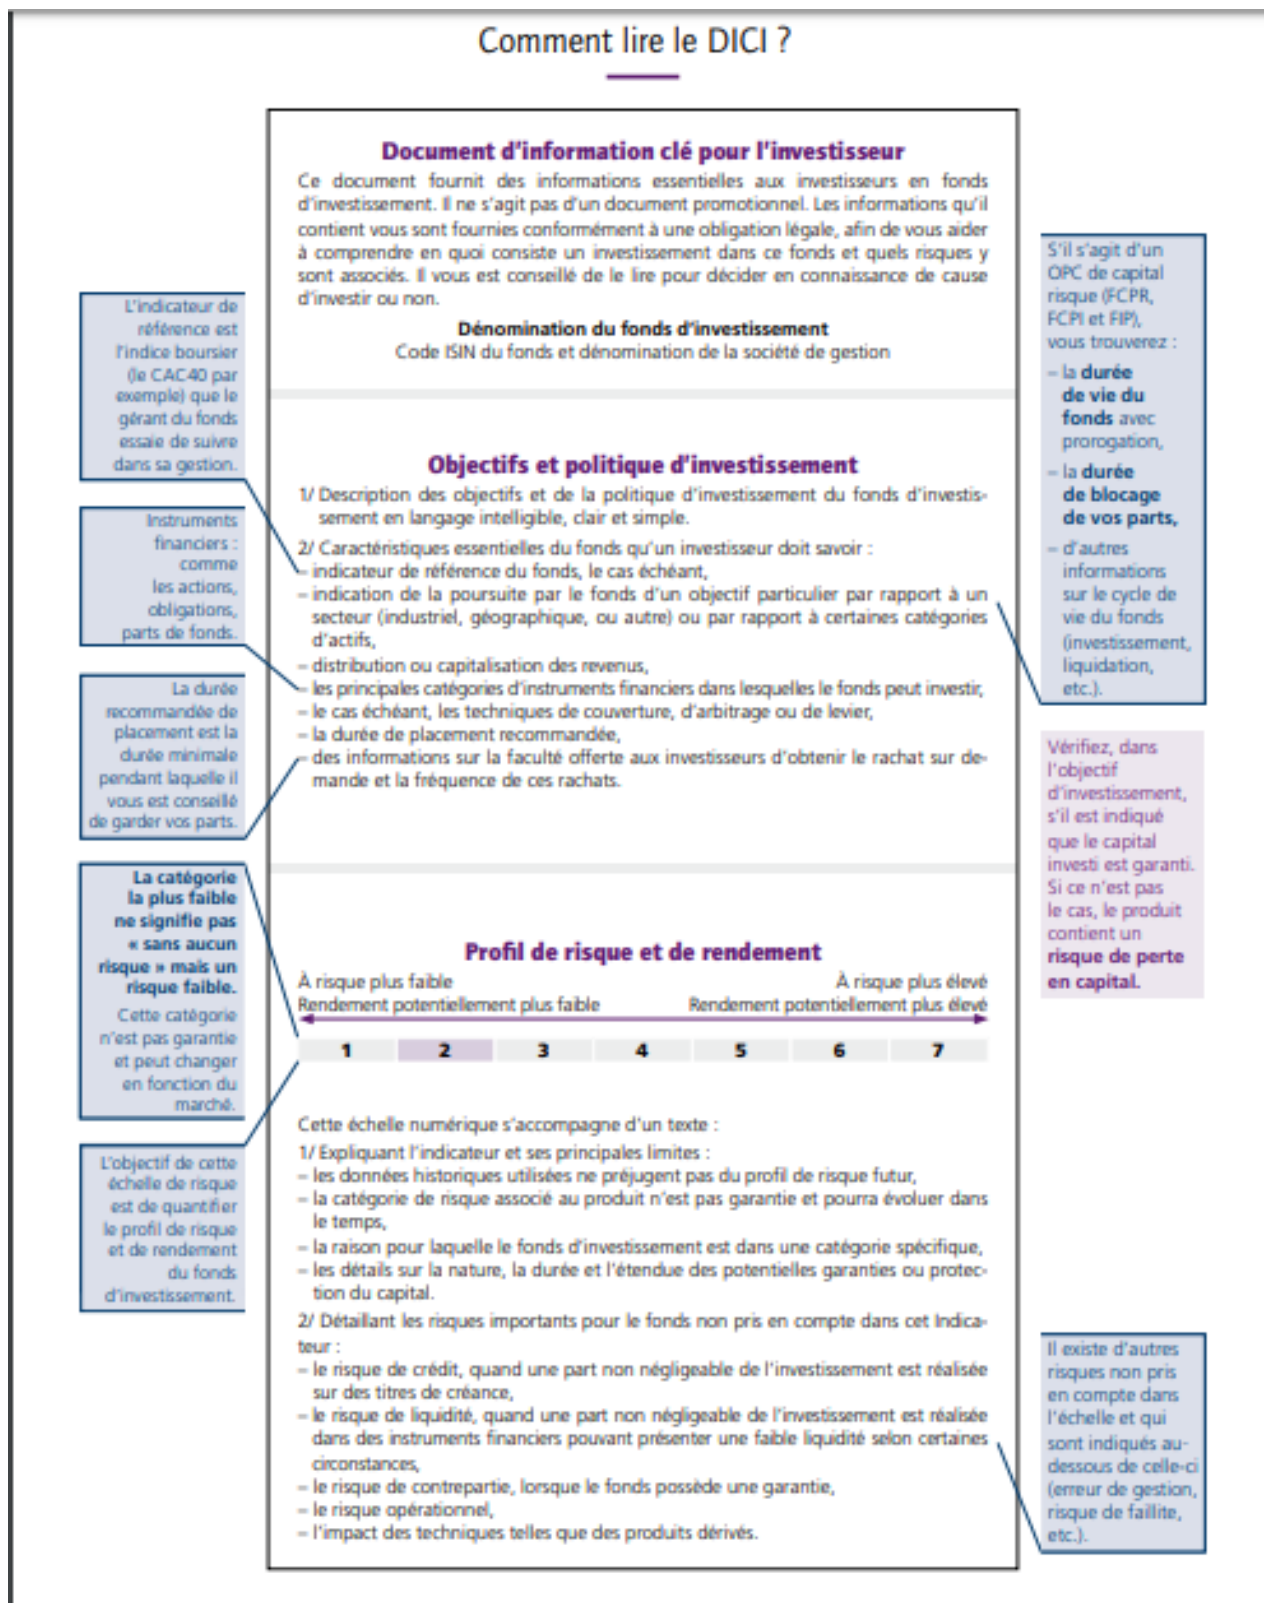 Comment lire le DICI ?
Document d'information clé pour l'investisseur
Ce document fournit des informations essentielles aux investisseurs en fonds
d'investissement. Il ne s'agit pas d'un document promotionnel. Les informations qu'il
contient vous sont fournies conformément à une obligation légale, afin de vous aider
à comprendre en quoi consiste un investissement dans ce fonds et quels risques y
sont associés. Il vous est conseillé de le lire pour décider en connaissance de cause
d'investir ou non.
Dénomination du fonds d'investissement
Code ISIN du fonds et dénomination de la société de gestion
L'indicateur de
référence est
l'indice boursier
(le CAC40 par
exemple) que le
gérant du fonds
essaie de suivre
dans sa gestion.
Instruments
financiers :
comme
les actions,
obligations,
parts de fonds.
La durée
recommandée de
placement est la
durée minimale
pendant laquelle il
vous est conseillé
de garder vos parts.
Objectifs et politique d'investissement
1/ Description des objectifs et de la politique d'investissement du fonds d'investis-
sement en langage intelligible, clair et simple.
2/ Caractéristiques essentielles du fonds qu'un investisseur doit savoir :
– indicateur de référence du fonds, le cas échéant,
– indication de la poursuite par le fonds d'un objectif particulier par rapport à un
secteur (industriel, géographique, ou autre) ou par rapport à certaines catégories
d'actifs,
– distribution ou capitalisation des revenus,
– les principales catégories d'instruments financiers dans lesquelles le fonds peut investir,
– le cas échéant, les techniques de couverture, d'arbitrage ou de levier,
– la durée de placement recommandée,
– des informations sur la faculté offerte aux investisseurs d'obtenir le rachat sur de-
mande et la fréquence de ces rachats.
S'il s'agit d'un
OPC de capital
risque (FCPR,
FCPI et FIP),
vous trouverez :
– la durée
de vie du
fonds avec
prorogation,
– la durée
de blocage
de vos parts,
– d'autres
informations
sur le cycle de
vie du fonds
(investissement,
liquidation,
etc.).
Vérifiez, dans
l'objectif
d'investissement,
s'il est indiqué
que le capital
investi est garanti.
Si ce n'est pas
le cas, le produit
contient un
risque de perte
en capital.
La catégorie
la plus faible
ne signifie pas
« sans aucun
risque » mais un
risque faible.
Cette catégorie
n'est pas garantie
et peut changer
en fonction du
marché.
L'objectif de cette
échelle de risque
est de quantifier
le profil de risque
et de rendement
du fonds
d'investissement.
Profil de risque et de rendement
À risque plus faible À risque plus élevé
Rendement potentiellement plus faible Rendement potentiellement plus élevé
1 2 3 4 5 6 7
Cette échelle numérique s'accompagne d'un texte :
1/ Expliquant l'indicateur et ses principales limites :
– les données historiques utilisées ne préjugent pas du profil de risque futur,
– la catégorie de risque associé au produit n'est pas garantie et pourra évoluer dans
le temps,
– la raison pour laquelle le fonds d'investissement est dans une catégorie spécifique,
– les détails sur la nature, la durée et l'étendue des potentielles garanties ou protec-
tion du capital.
2/ Détaillant les risques importants pour le fonds non pris en compte dans cet Indica-
teur :
– le risque de crédit, quand une part non négligeable de l'investissement est réalisée
sur des titres de créance,
– le risque de liquidité, quand une part non négligeable de l'investissement est réalisée
dans des instruments financiers pouvant présenter une faible liquidité selon certaines
circonstances,
– le risque de contrepartie, lorsque le fonds possède une garantie,
– le risque opérationnel,
– l'impact des techniques telles que des produits dérivés.
Il existe d'autres
risques non pris
en compte dans
l'échelle et qui
sont indiqués au-
dessous de celle-ci
(erreur de gestion,
risque de faillite,
etc.).